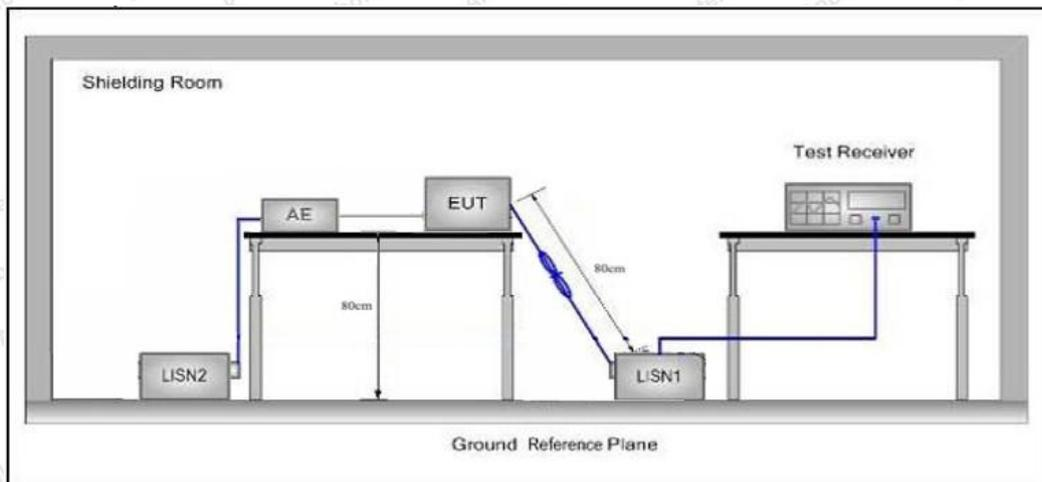 Shielding Room
Test Receiver
AE
EUT
80cm
80cm
LISN2
LISN1
Ground Reference Plane